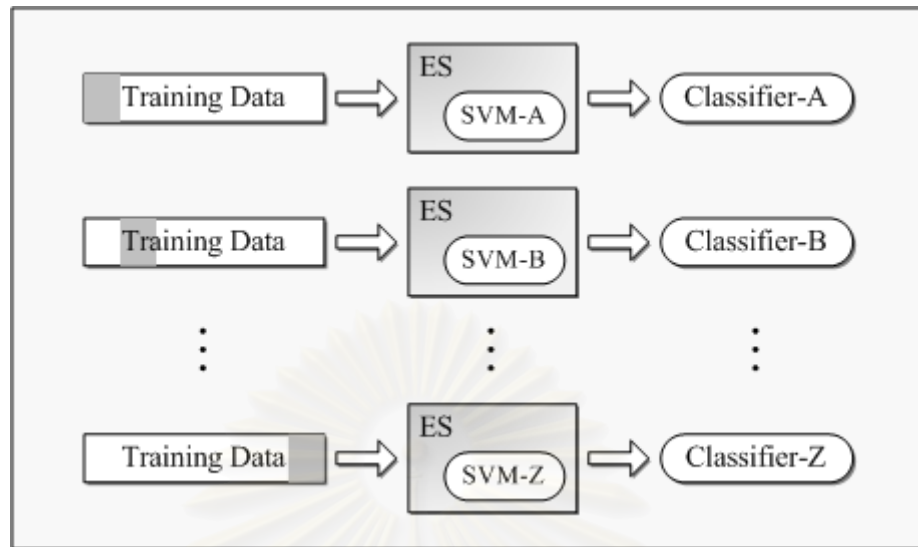 Training Data
ES
SVM-A
Classifier-A
Training Data
ES
SVM-B
Classifier-B
Training Data
ES
SVM-Z
Classifier-Z